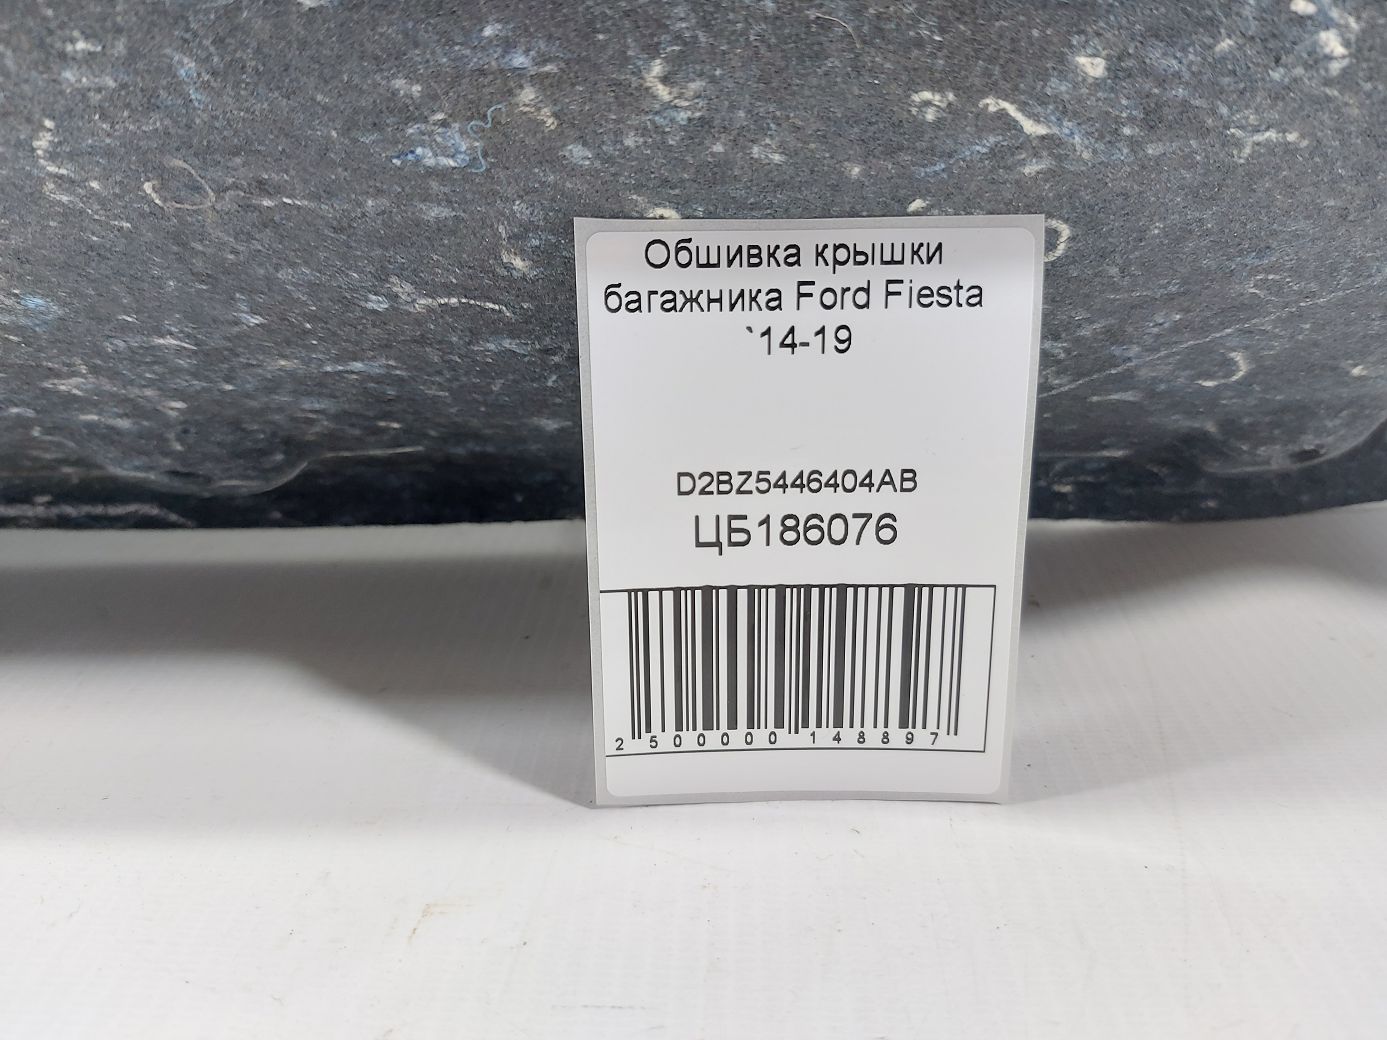 Обшивка крышки
багажника Ford Fiesta
`14-19
D2BZ5446404AB
ЦБ186076
2 500000 148897